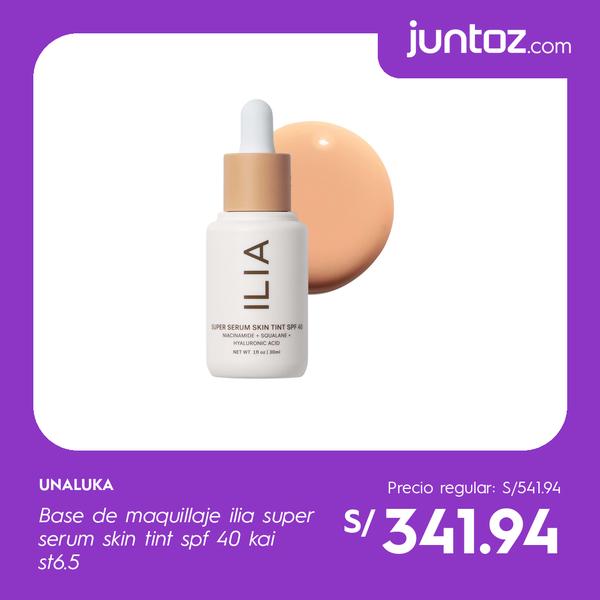 juntoz.com
ILIA
SUPER SERUM SKIN TINT SPF 40
NIACINAMIDE + SQUALANE +
HYALURONIC ACID
NET WT. 1fl oz | 30ml
UNALUKA
Base de maquillaje ilia super
serum skin tint spf 40 kai
st6.5
Precio regular: S/541.94
S/ 341.94